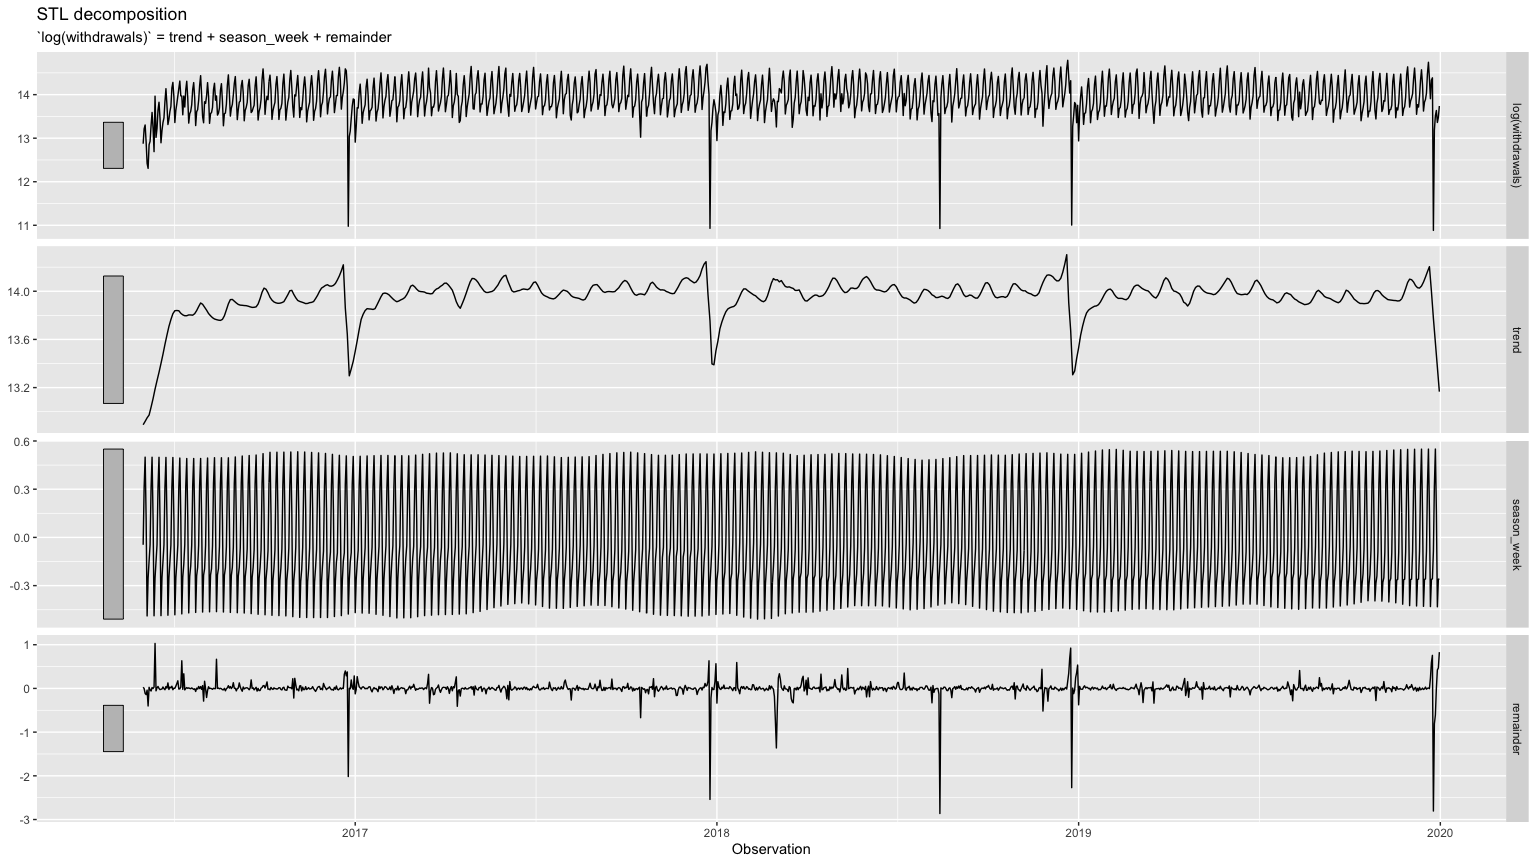 STL decomposition
`log(withdrawals)` = trend + season_week + remainder
14
13
12
11
log(withdrawals)
14.0
13.6
13.2
trend
0.6
0.3
0.0
-0.3
season_week
1
0
-1
-2
-3
remainder
2017
2018
2019
2020
Observation